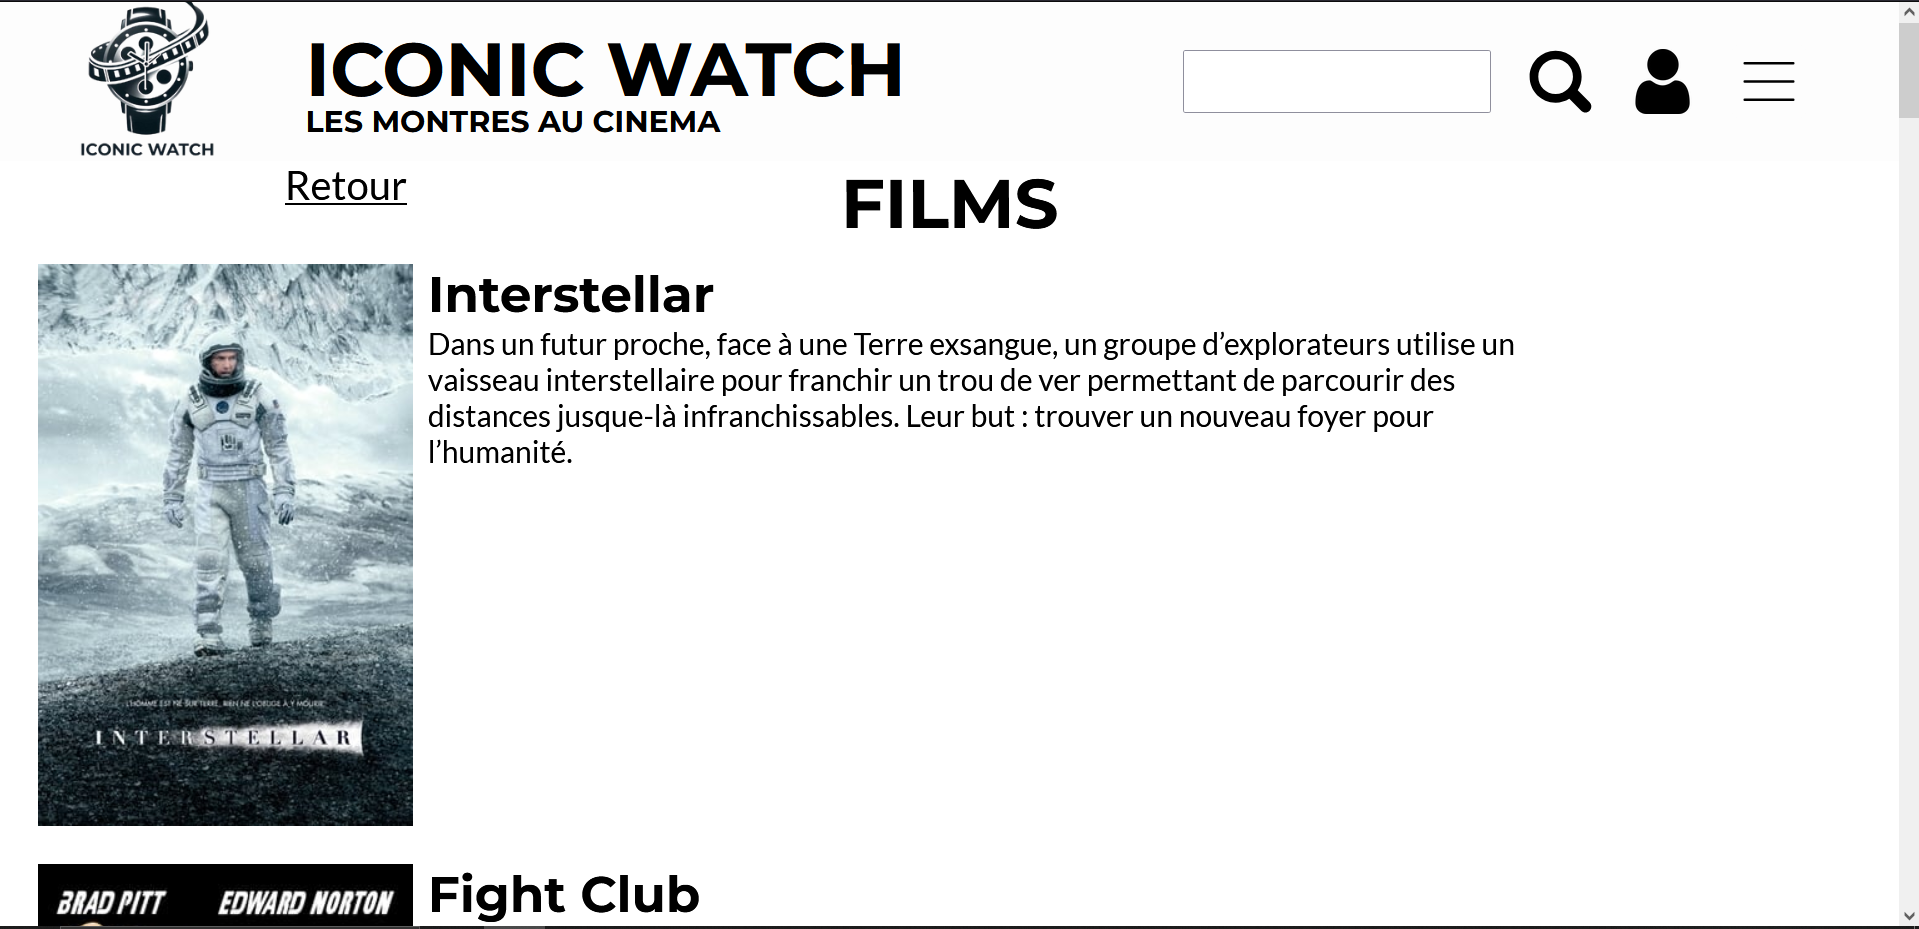 ICONIC WATCH
ICONIC WATCH
LES MONTRES AU CINEMA
Retour
FILMS
Interstellar
Dans un futur proche, face à une Terre exsangue, un groupe d’explorateurs utilise un
vaisseau interstellaire pour franchir un trou de ver permettant de parcourir des
distances jusque-là infranchissables. Leur but : trouver un nouveau foyer pour
l’humanité.
L'HOMME EST NÉ SUR TERRE, RIEN NE L'OBLIGE À Y MOURIR
INTERSTELLAR
BRAD PITT EDWARD NORTON
Fight Club